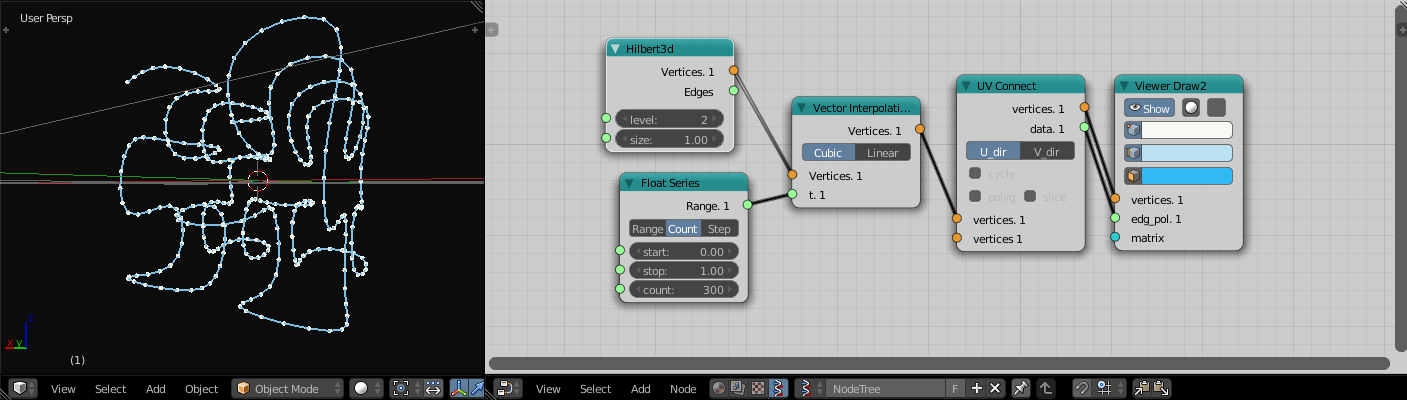 User Persp
z
x y
(1)
View Select Add Object Object Mode
Hilbert3d
Vertices. 1
Edges
level: 2
size: 1.00
Float Series
Range. 1
Range Count Step
start: 0.00
stop: 1.00
count: 300
Vector Interpolati...
Vertices. 1
Cubic Linear
Vertices. 1
t. 1
UV Connect
vertices. 1
data. 1
U_dir V_dir
cycle
polyg slice
vertices. 1
vertices 1
Viewer Draw2
Show
vertices. 1
edg_pol. 1
matrix
View Select Add Node NodeTree F